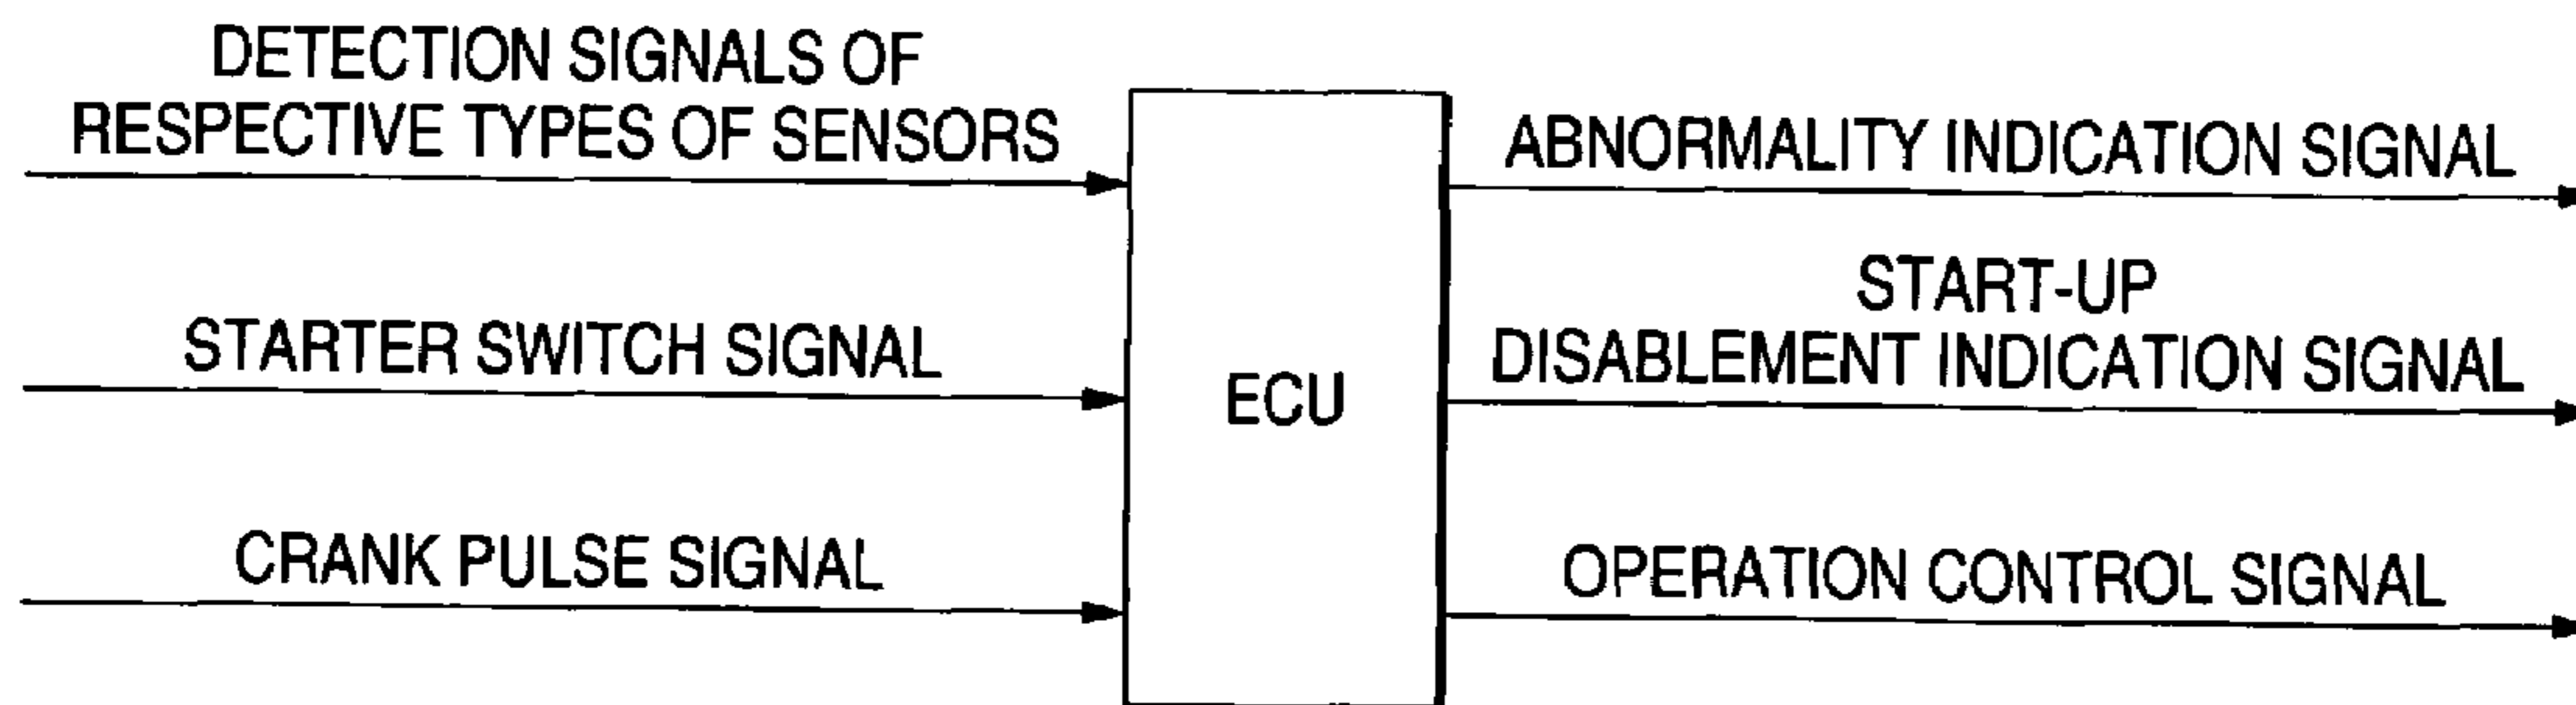 DETECTION SIGNALS OF
RESPECTIVE TYPES OF SENSORS
STARTER SWITCH SIGNAL
CRANK PULSE SIGNAL
ECU
ABNORMALITY INDICATION SIGNAL
START-UP
DISABLEMENT INDICATION SIGNAL
OPERATION CONTROL SIGNAL